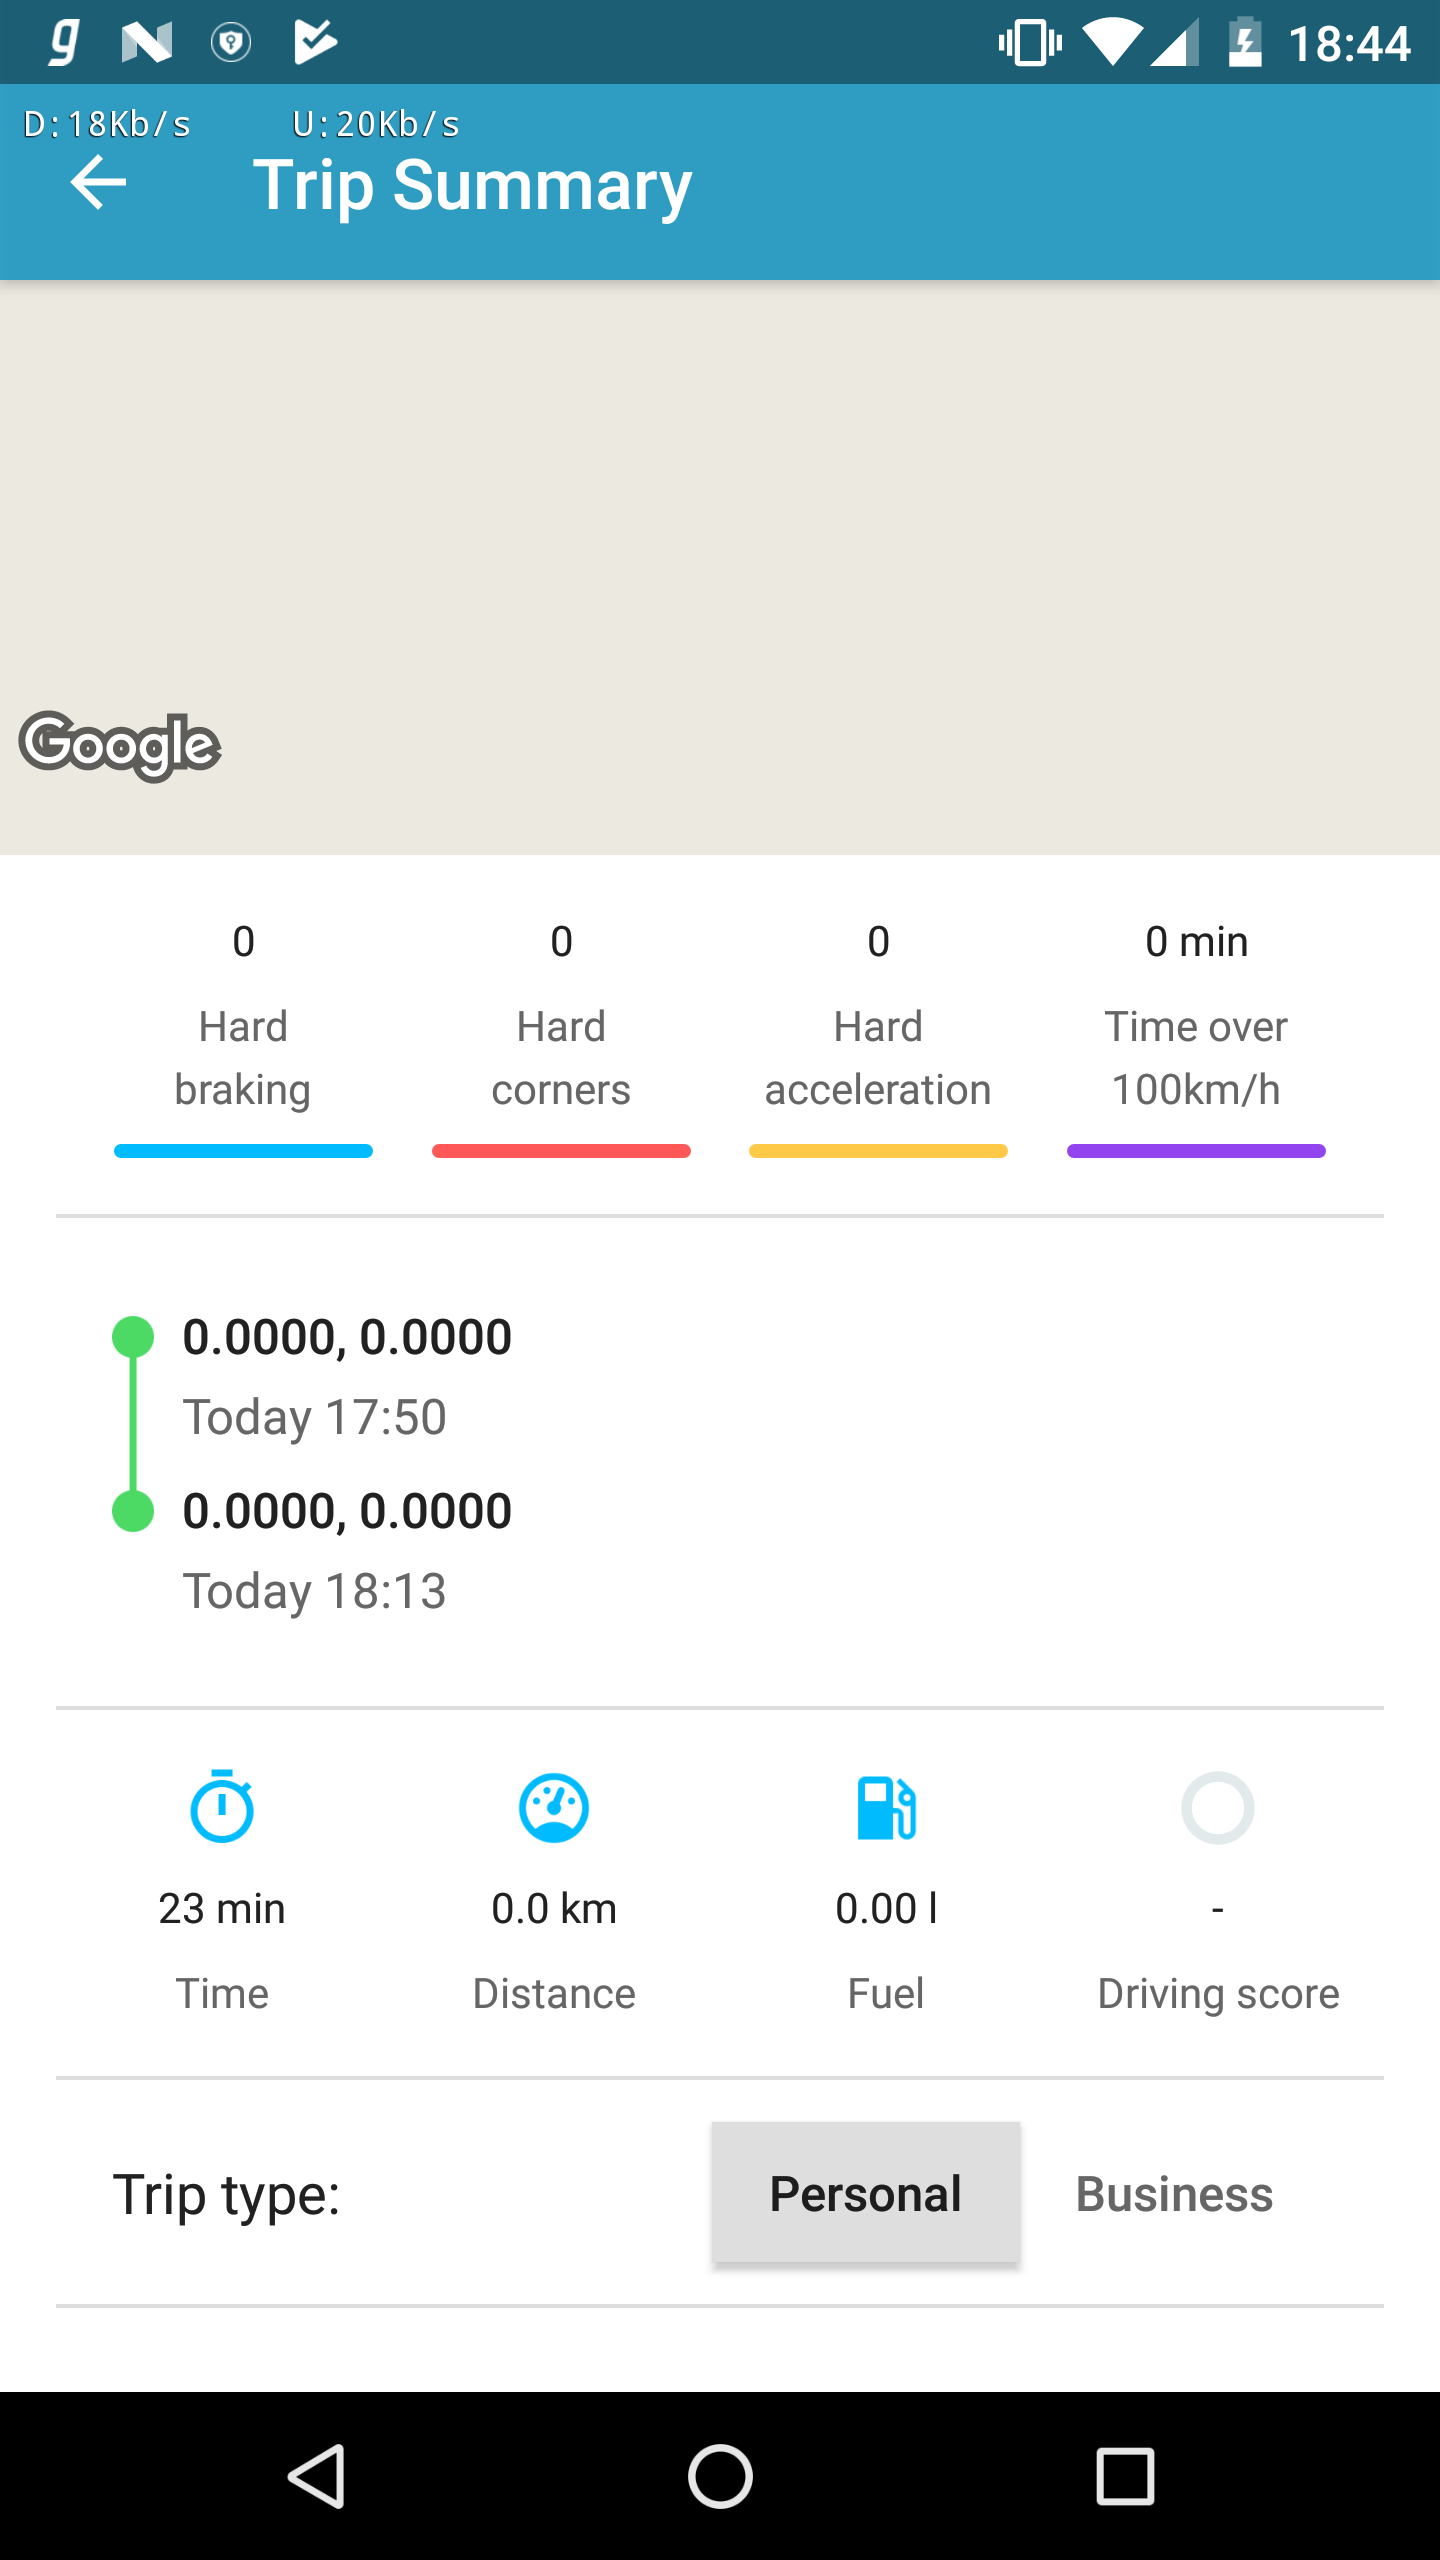 18:44
D:18Kb/s U:20Kb/s
Trip Summary
Google
0 0 0 0 min
Hard Hard Hard Time over
braking corners acceleration 100km/h
0.0000, 0.0000
Today 17:50
0.0000, 0.0000
Today 18:13
23 min 0.0 km 0.00 l -
Time Distance Fuel Driving score
Trip type: Personal Business